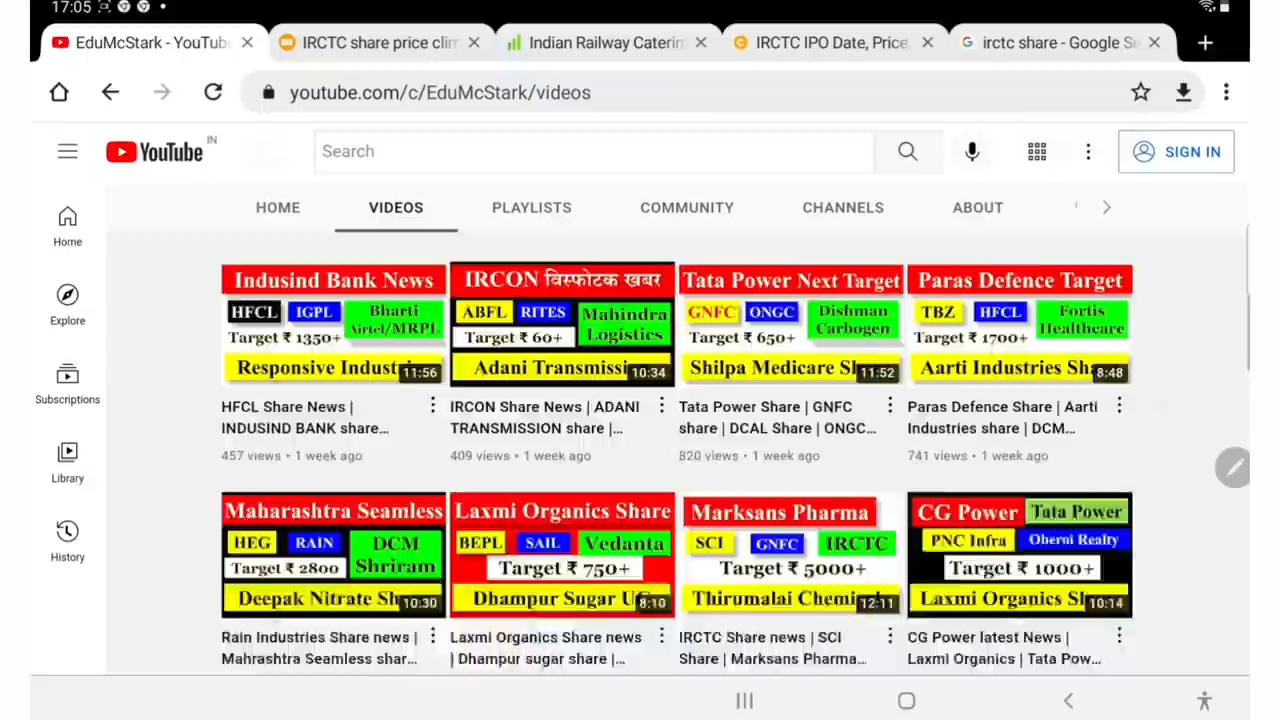 17:05
EduMcStark - YouTub
IRCTC share price clim
Indian Railway Caterin
IRCTC IPO Date, Price,
irctc share - Google Se
youtube.com/c/EduMcStark/videos
YouTube IN
Search
SIGN IN
HOME
VIDEOS
PLAYLISTS
COMMUNITY
CHANNELS
ABOUT
Home
Explore
Subscriptions
Library
History
Indusind Bank News
HFCL IGPL Bharti
Airtel/MRPL
Target ₹ 1350+
Responsive Indust
11:56
HFCL Share News |
INDUSIND BANK share...
457 views • 1 week ago
IRCON विस्फोटक खबर
ABFL RITES Mahindra
Logistics
Target ₹ 60+
Adani Transmissi
10:34
IRCON Share News | ADANI
TRANSMISSION share |...
409 views • 1 week ago
Tata Power Next Target
GNFC ONGC Dishman
Carbogen
Target ₹ 650+
Shilpa Medicare Sh
11:52
Tata Power Share | GNFC
share | DCAL Share | ONGC...
820 views • 1 week ago
Paras Defence Target
TBZ HFCL Fortis
Healthcare
Target ₹ 1700+
Aarti Industries Sh
8:48
Paras Defence Share | Aarti
Industries share | DCM...
741 views • 1 week ago
Maharashtra Seamless
HEG RAIN DCM
Shriram
Target ₹ 2800
Deepak Nitrate Sh
10:30
Rain Industries Share news |
Mahrashtra Seamless shar...
Laxmi Organics Share
BEPL SAIL Vedanta
Target ₹ 750+
Dhampur Sugar U
8:10
Laxmi Organics Share news
| Dhampur sugar share |...
Marksans Pharma
SCI GNFC IRCTC
Target ₹ 5000+
Thirumalai Chemi
12:11
IRCTC Share news | SCI
Share | Marksans Pharma...
CG Power Tata Power
PNC Infra Oberoi Realty
Target ₹ 1000+
Laxmi Organics Sh
10:14
CG Power latest News |
Laxmi Organics | Tata Pow...